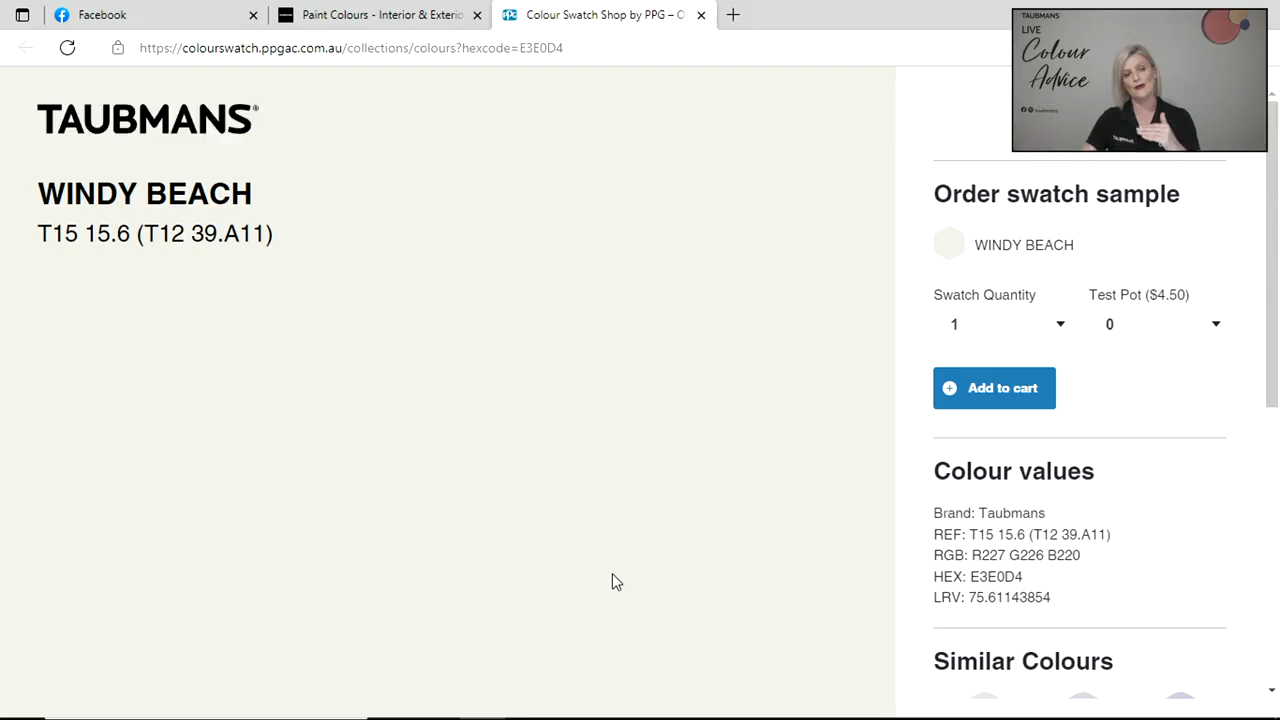 Facebook
Paint Colours - Interior & Exterio
Colour Swatch Shop by PPG – O
https://colourswatch.ppgac.com.au/collections/colours?hexcode=E3E0D4
TAUBMANS
LIVE
Colour
Advice
taubmans
TAUBMANS
TAUBMANS®
WINDY BEACH
T15 15.6 (T12 39.A11)
Order swatch sample
WINDY BEACH
Swatch Quantity
Test Pot ($4.50)
1
0
Add to cart
Colour values
Brand: Taubmans
REF: T15 15.6 (T12 39.A11)
RGB: R227 G226 B220
HEX: E3E0D4
LRV: 75.61143854
Similar Colours